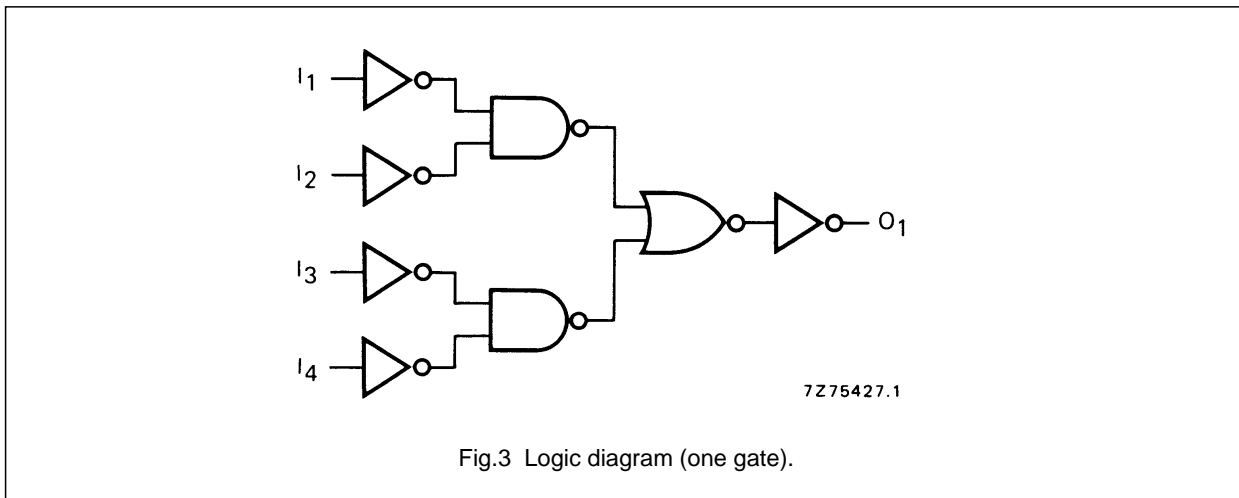 I1
I2
O1
I3
I4
7Z75427.1
Fig.3 Logic diagram (one gate).